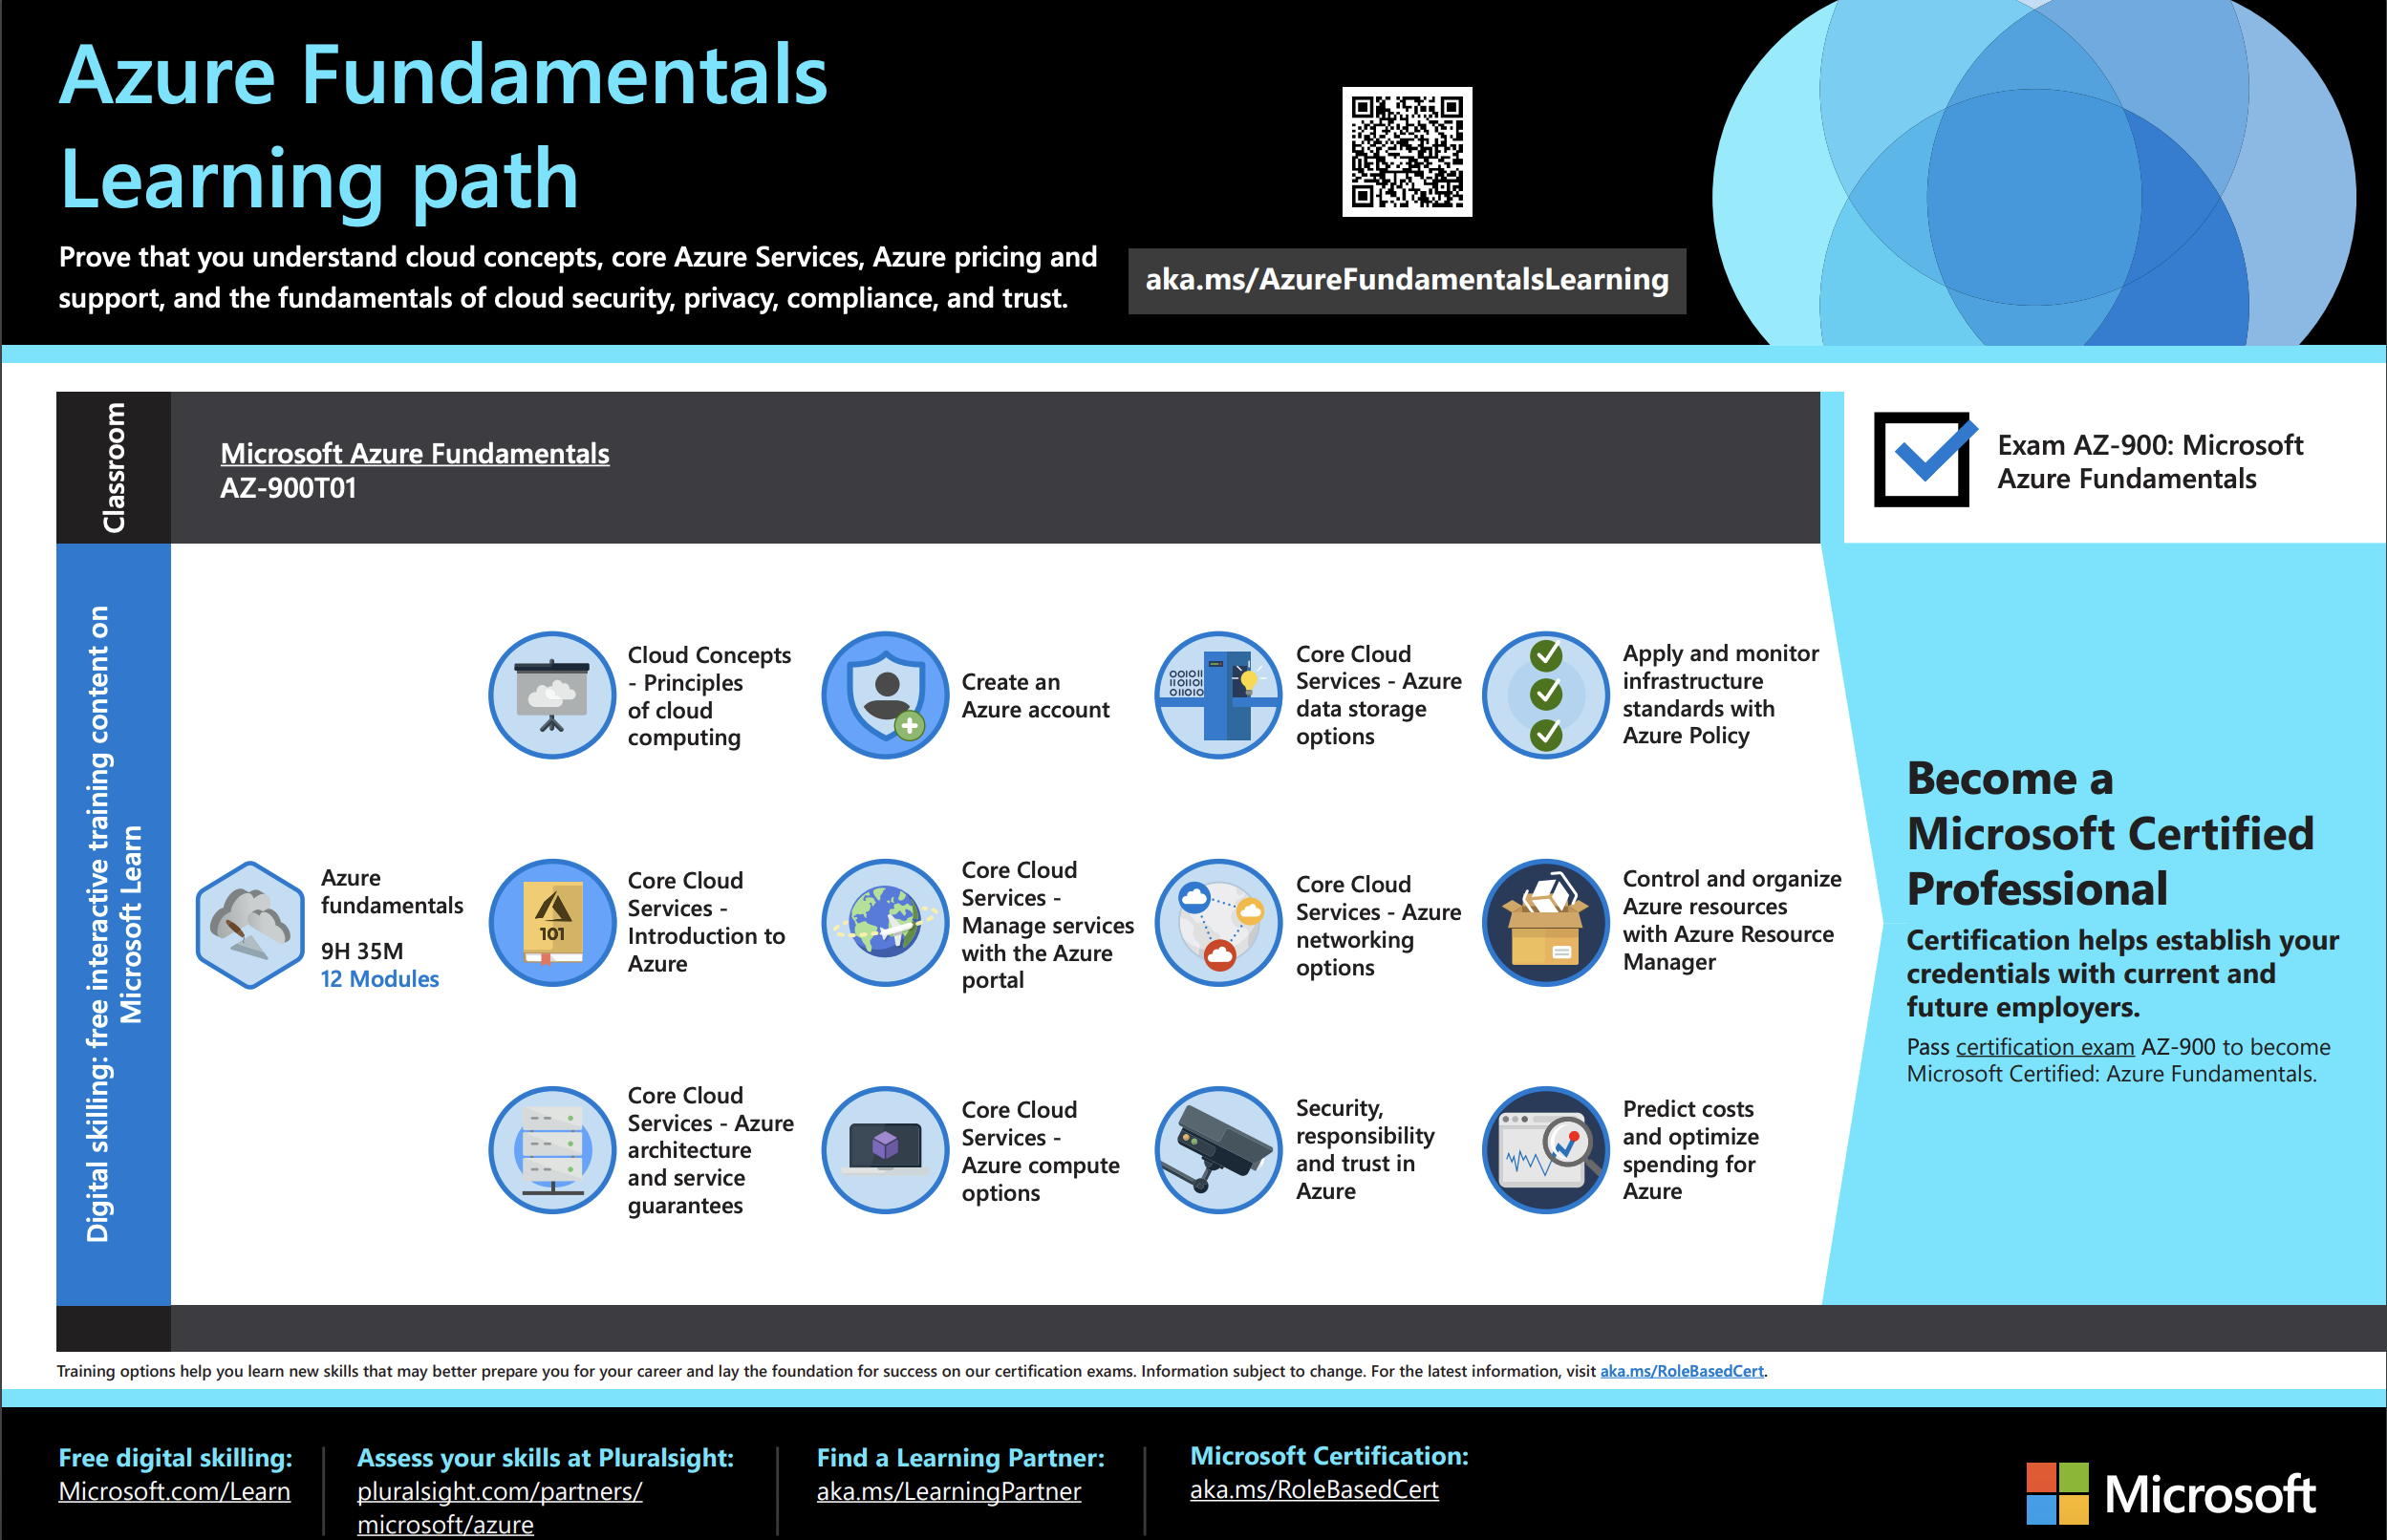 Azure Fundamentals
Learning path
Prove that you understand cloud concepts, core Azure Services, Azure pricing and
support, and the fundamentals of cloud security, privacy, compliance, and trust.
aka.ms/AzureFundamentalsLearning
Classroom
Microsoft Azure Fundamentals
AZ-900T01
Exam AZ-900: Microsoft
Azure Fundamentals
Digital skilling: free interactive training content on
Microsoft Learn
Azure
fundamentals
9H 35M
12 Modules
Cloud Concepts
- Principles
of cloud
computing
Create an
Azure account
001011
110110
011010
Core Cloud
Services - Azure
data storage
options
Apply and monitor
infrastructure
standards with
Azure Policy
101
Core Cloud
Services -
Introduction to
Azure
Core Cloud
Services -
Manage services
with the Azure
portal
Core Cloud
Services - Azure
networking
options
Control and organize
Azure resources
with Azure Resource
Manager
Core Cloud
Services - Azure
architecture
and service
guarantees
Core Cloud
Services -
Azure compute
options
Security,
responsibility
and trust in
Azure
Predict costs
and optimize
spending for
Azure
Become a
Microsoft Certified
Professional
Certification helps establish your
credentials with current and
future employers.
Pass certification exam AZ-900 to become
Microsoft Certified: Azure Fundamentals.
Training options help you learn new skills that may better prepare you for your career and lay the foundation for success on our certification exams. Information subject to change. For the latest information, visit aka.ms/RoleBasedCert.
Free digital skilling:
Microsoft.com/Learn
Assess your skills at Pluralsight:
pluralsight.com/partners/
microsoft/azure
Find a Learning Partner:
aka.ms/LearningPartner
Microsoft Certification:
aka.ms/RoleBasedCert
Microsoft